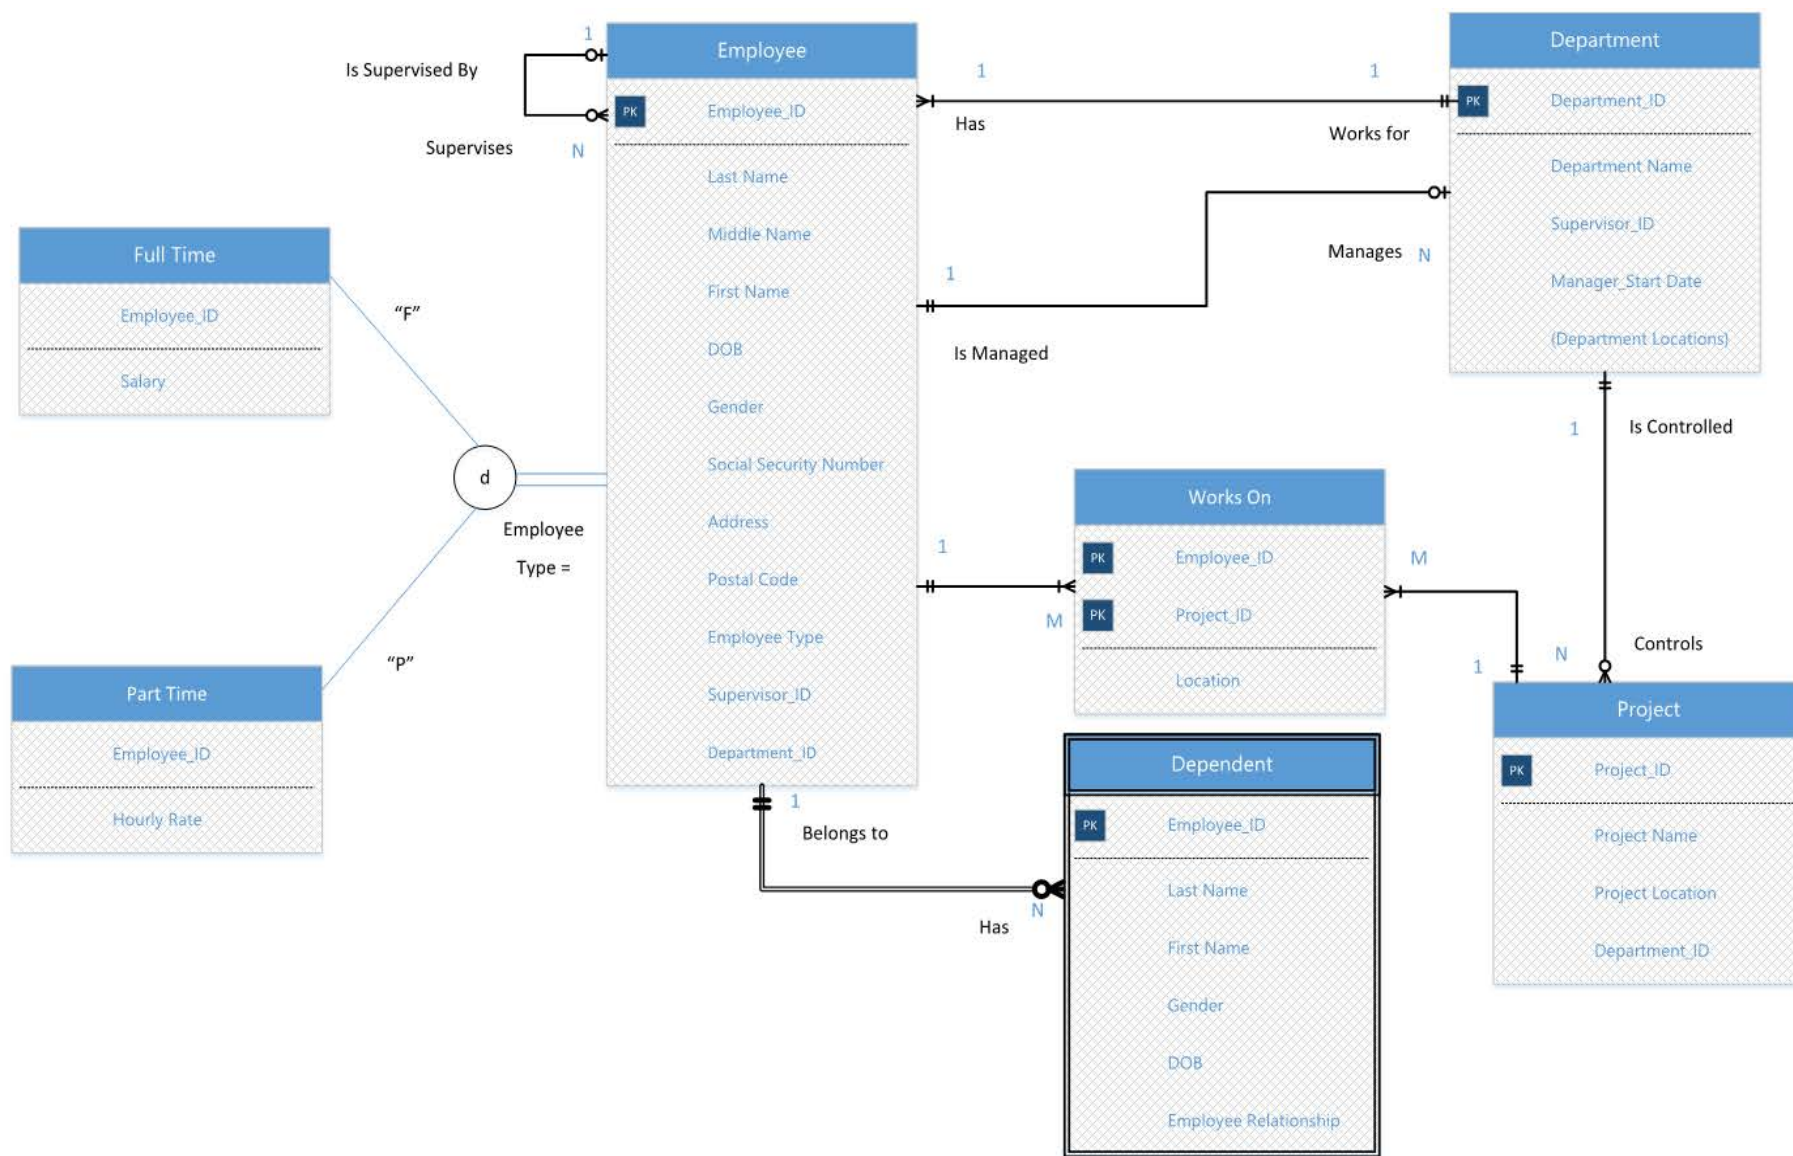 1
Is Supervised By
Supervises
N
Employee
PK
Employee_ID
Last Name
Middle Name
First Name
DOB
Gender
Social Security Number
Address
Postal Code
Employee Type
Supervisor_ID
Department_ID
1
1
Has
Works for
Department
PK
Department_ID
Department Name
Supervisor_ID
Manager_Start Date
(Department Locations)
Manages
N
1
Is Managed
Full Time
Employee_ID
Salary
“F”
d
Employee
Type =
“P”
Part Time
Employee_ID
Hourly Rate
1
Is Controlled
Works On
PK
Employee_ID
PK
Project_ID
Location
1
M
M
1
N
Controls
Project
PK
Project_ID
Project Name
Project Location
Department_ID
1
Belongs to
N
Has
Dependent
PK
Employee_ID
Last Name
First Name
Gender
DOB
Employee Relationship